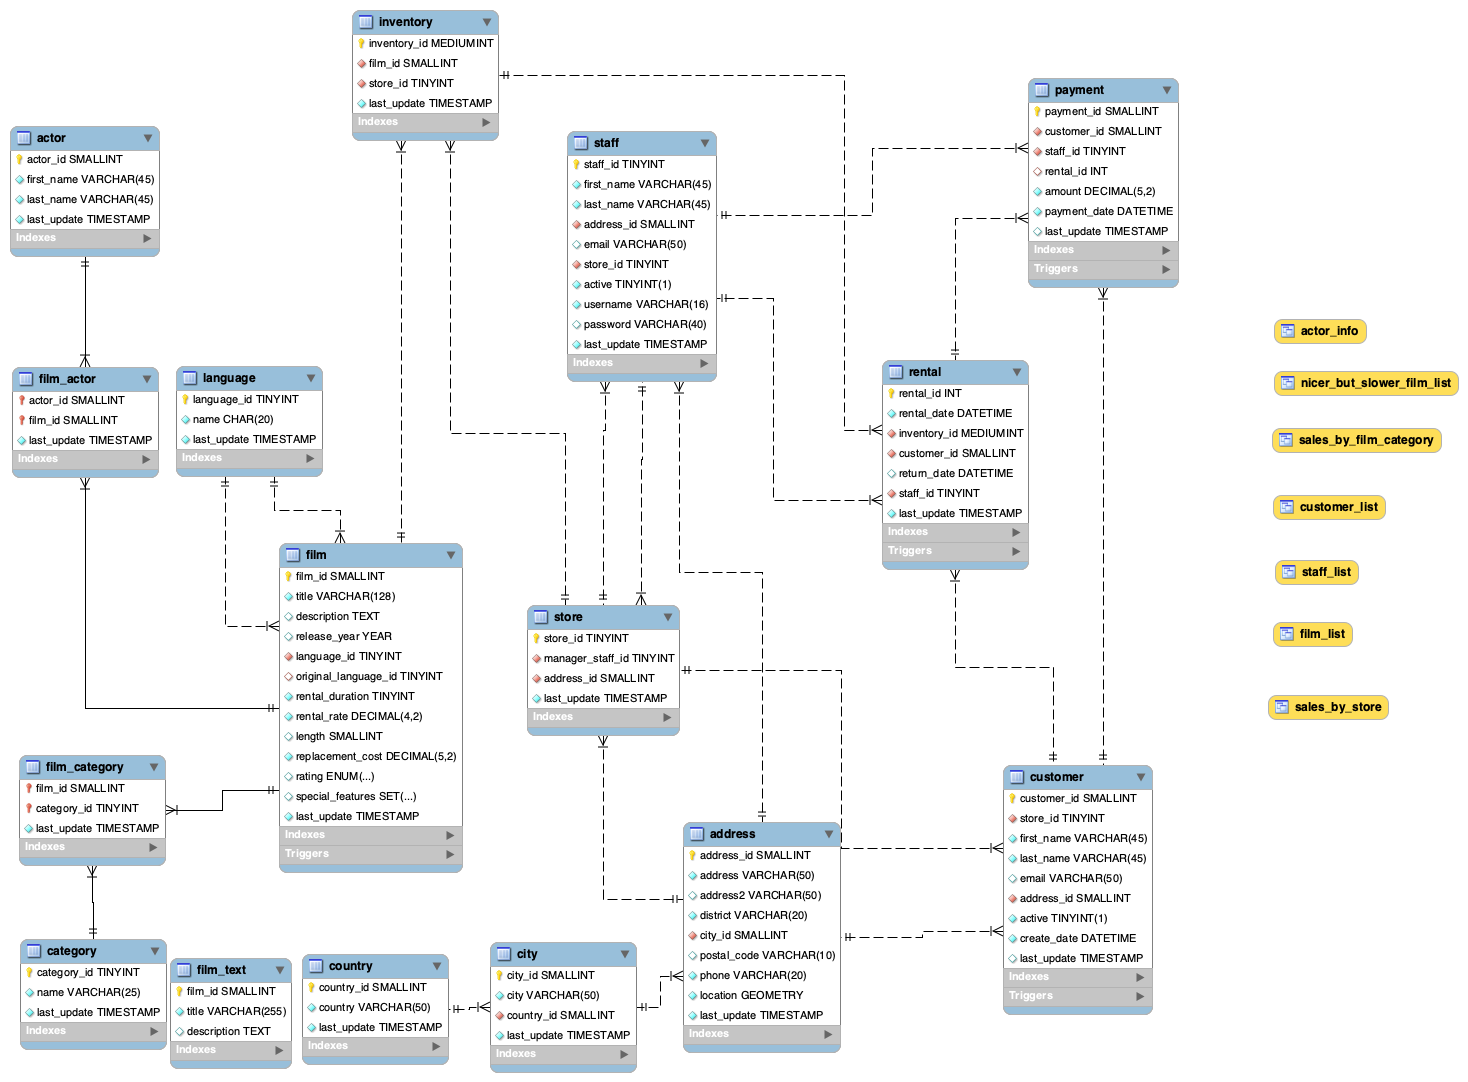 inventory
inventory_id MEDIUMINT
film_id SMALLINT
store_id TINYINT
last_update TIMESTAMP
Indexes
payment
payment_id SMALLINT
customer_id SMALLINT
staff_id TINYINT
rental_id INT
amount DECIMAL(5,2)
payment_date DATETIME
last_update TIMESTAMP
Indexes
Triggers
actor
actor_id SMALLINT
first_name VARCHAR(45)
last_name VARCHAR(45)
last_update TIMESTAMP
Indexes
staff
staff_id TINYINT
first_name VARCHAR(45)
last_name VARCHAR(45)
address_id SMALLINT
email VARCHAR(50)
store_id TINYINT
active TINYINT(1)
username VARCHAR(16)
password VARCHAR(40)
last_update TIMESTAMP
Indexes
actor_info
nicer_but_slower_film_list
sales_by_film_category
customer_list
staff_list
film_list
sales_by_store
film_actor
actor_id SMALLINT
film_id SMALLINT
last_update TIMESTAMP
Indexes
language
language_id TINYINT
name CHAR(20)
last_update TIMESTAMP
Indexes
rental
rental_id INT
rental_date DATETIME
inventory_id MEDIUMINT
customer_id SMALLINT
return_date DATETIME
staff_id TINYINT
last_update TIMESTAMP
Indexes
Triggers
film
film_id SMALLINT
title VARCHAR(128)
description TEXT
release_year YEAR
language_id TINYINT
original_language_id TINYINT
rental_duration TINYINT
rental_rate DECIMAL(4,2)
length SMALLINT
replacement_cost DECIMAL(5,2)
rating ENUM(...)
special_features SET(...)
last_update TIMESTAMP
Indexes
Triggers
store
store_id TINYINT
manager_staff_id TINYINT
address_id SMALLINT
last_update TIMESTAMP
Indexes
film_category
film_id SMALLINT
category_id TINYINT
last_update TIMESTAMP
Indexes
customer
customer_id SMALLINT
store_id TINYINT
first_name VARCHAR(45)
last_name VARCHAR(45)
email VARCHAR(50)
address_id SMALLINT
active TINYINT(1)
create_date DATETIME
last_update TIMESTAMP
Indexes
Triggers
address
address_id SMALLINT
address VARCHAR(50)
address2 VARCHAR(50)
district VARCHAR(20)
city_id SMALLINT
postal_code VARCHAR(10)
phone VARCHAR(20)
location GEOMETRY
last_update TIMESTAMP
Indexes
category
category_id TINYINT
name VARCHAR(25)
last_update TIMESTAMP
Indexes
film_text
film_id SMALLINT
title VARCHAR(255)
description TEXT
Indexes
country
country_id SMALLINT
country VARCHAR(50)
last_update TIMESTAMP
Indexes
city
city_id SMALLINT
city VARCHAR(50)
country_id SMALLINT
last_update TIMESTAMP
Indexes